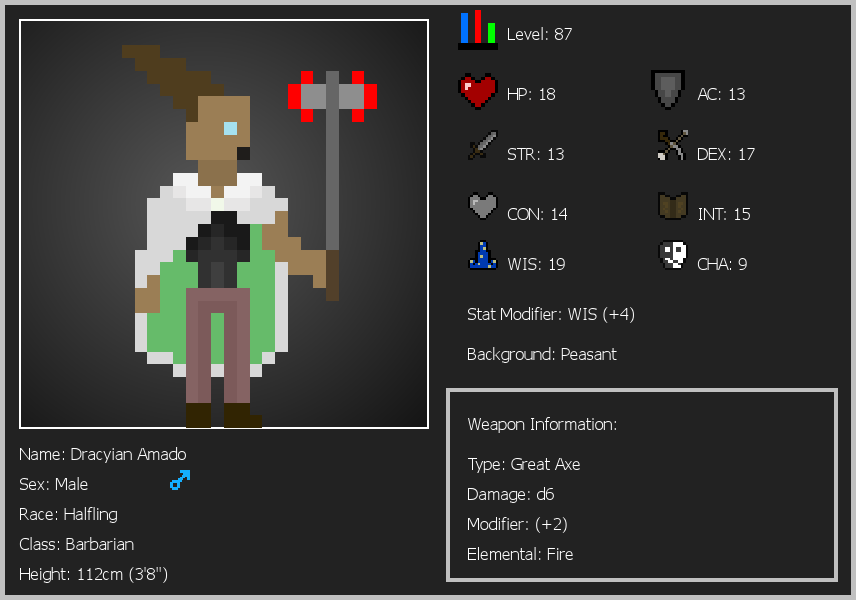 Level: 87
HP: 18
AC: 13
STR: 13
DEX: 17
CON: 14
INT: 15
WIS: 19
CHA: 9
Stat Modifier: WIS (+4)
Background: Peasant
Weapon Information:
Type: Great Axe
Damage: d6
Modifier: (+2)
Elemental: Fire
Name: Dracyian Amado
Sex: Male
Race: Halfling
Class: Barbarian
Height: 112cm (3'8")